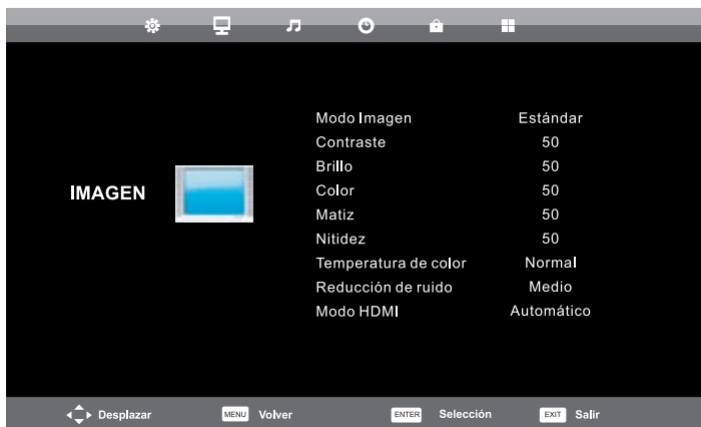 Modo Imagen Estándar
Contraste 50
Brillo 50
IMAGEN
Color 50
Matiz 50
Nitidez 50
Temperatura de color Normal
Reducción de ruido Medio
Modo HDMI Automático
Desplazar MENU Volver ENTER Selección EXIT Salir